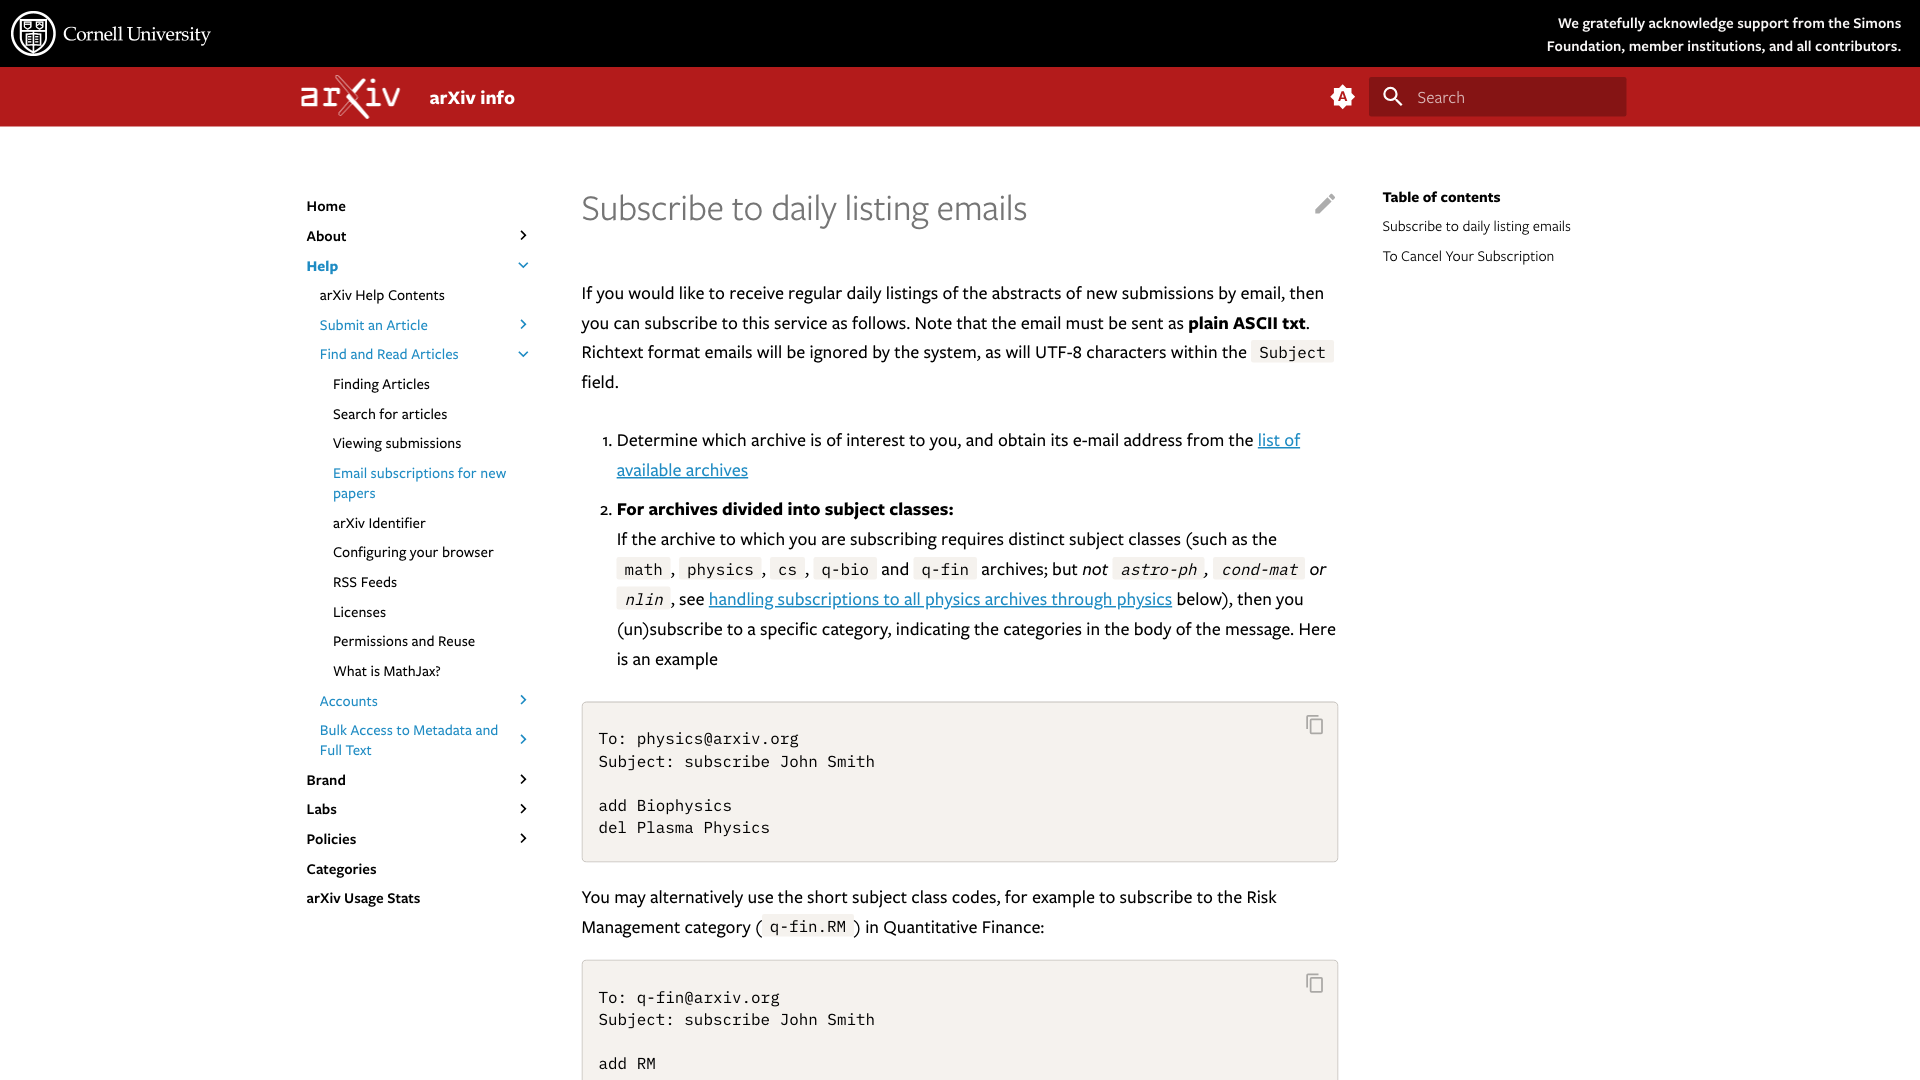 Cornell University
We gratefully acknowledge support from the Simons
Foundation, member institutions, and all contributors.
arXiv
arXiv info
A
Search
Home
About
Help
arXiv Help Contents
Submit an Article
Find and Read Articles
Finding Articles
Search for articles
Viewing submissions
Email subscriptions for new
papers
arXiv Identifier
Configuring your browser
RSS Feeds
Licenses
Permissions and Reuse
What is MathJax?
Accounts
Bulk Access to Metadata and
Full Text
Brand
Labs
Policies
Categories
arXiv Usage Stats
Subscribe to daily listing emails
If you would like to receive regular daily listings of the abstracts of new submissions by email, then
you can subscribe to this service as follows. Note that the email must be sent as plain ASCII txt.
Richtext format emails will be ignored by the system, as will UTF-8 characters within the Subject
field.
1. Determine which archive is of interest to you, and obtain its e-mail address from the list of
available archives
2. For archives divided into subject classes:
If the archive to which you are subscribing requires distinct subject classes (such as the
math, physics, cs, q-bio and q-fin archives; but not astro-ph, cond-mat or
nlin, see handling subscriptions to all physics archives through physics below), then you
(un)subscribe to a specific category, indicating the categories in the body of the message. Here
is an example
To: physics@arxiv.org
Subject: subscribe John Smith
add Biophysics
del Plasma Physics
You may alternatively use the short subject class codes, for example to subscribe to the Risk
Management category (q-fin.RM) in Quantitative Finance:
To: q-fin@arxiv.org
Subject: subscribe John Smith
add RM
Table of contents
Subscribe to daily listing emails
To Cancel Your Subscription